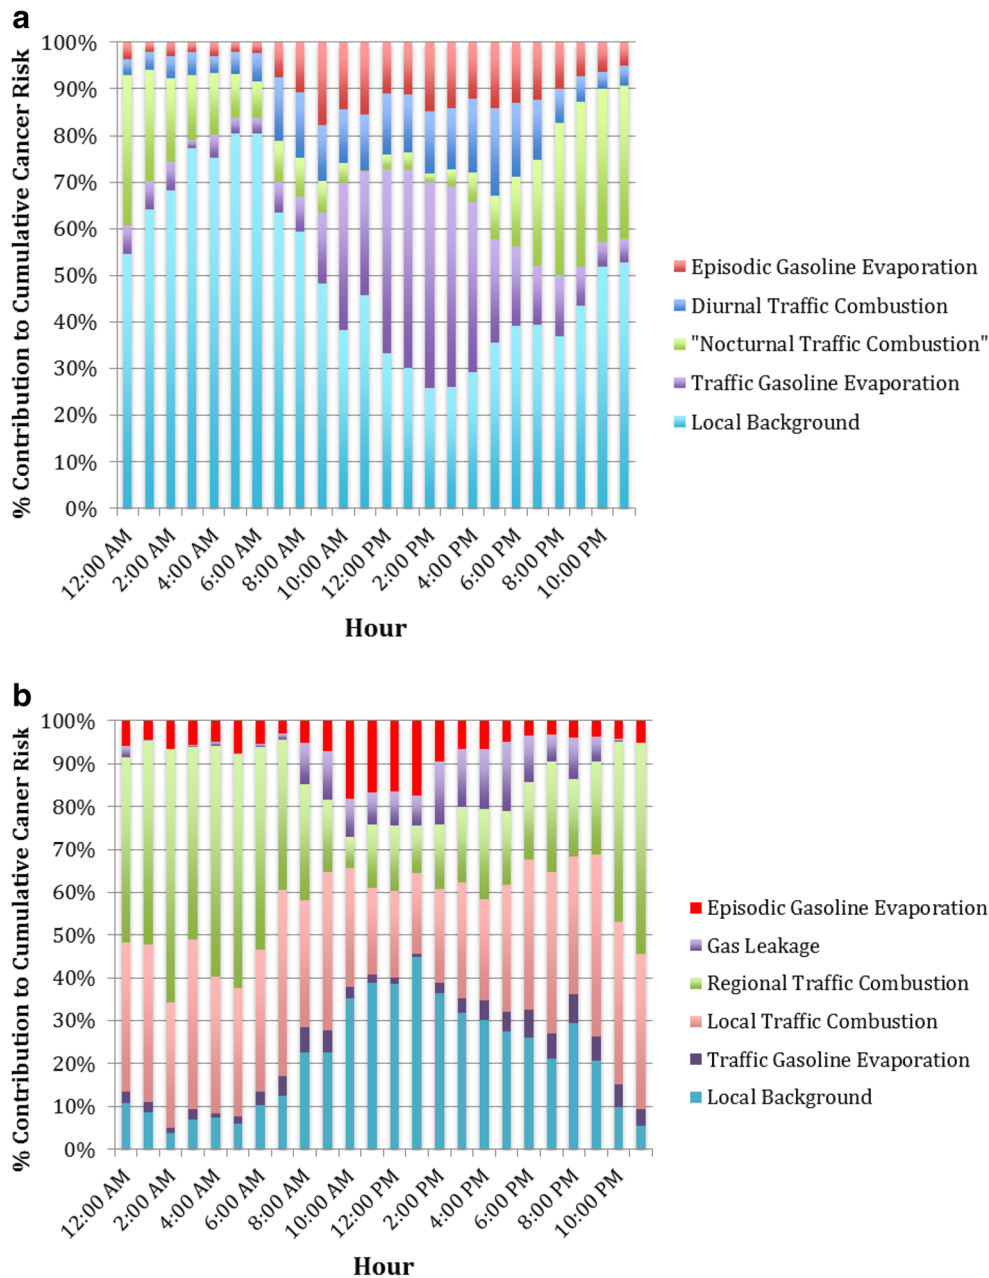 a
% Contribution to Cumulative Cancer Risk
100%
90%
80%
70%
60%
50%
40%
30%
20%
10%
0%
12:00 AM
2:00 AM
4:00 AM
6:00 AM
8:00 AM
10:00 AM
12:00 PM
2:00 PM
4:00 PM
6:00 PM
8:00 PM
10:00 PM
Hour
Episodic Gasoline Evaporation
Diurnal Traffic Combustion
"Nocturnal Traffic Combustion"
Traffic Gasoline Evaporation
Local Background
b
% Contribution to Cumulative Caner Risk
100%
90%
80%
70%
60%
50%
40%
30%
20%
10%
0%
12:00 AM
2:00 AM
4:00 AM
6:00 AM
8:00 AM
10:00 AM
12:00 PM
2:00 PM
4:00 PM
6:00 PM
8:00 PM
10:00 PM
Hour
Episodic Gasoline Evaporation
Gas Leakage
Regional Traffic Combustion
Local Traffic Combustion
Traffic Gasoline Evaporation
Local Background